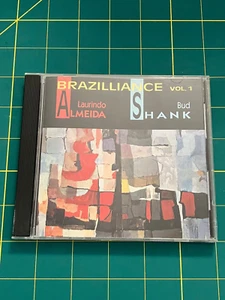 BRAZILLIANCE VOL. 1
Laurindo Bud
ALMEIDA SHANK